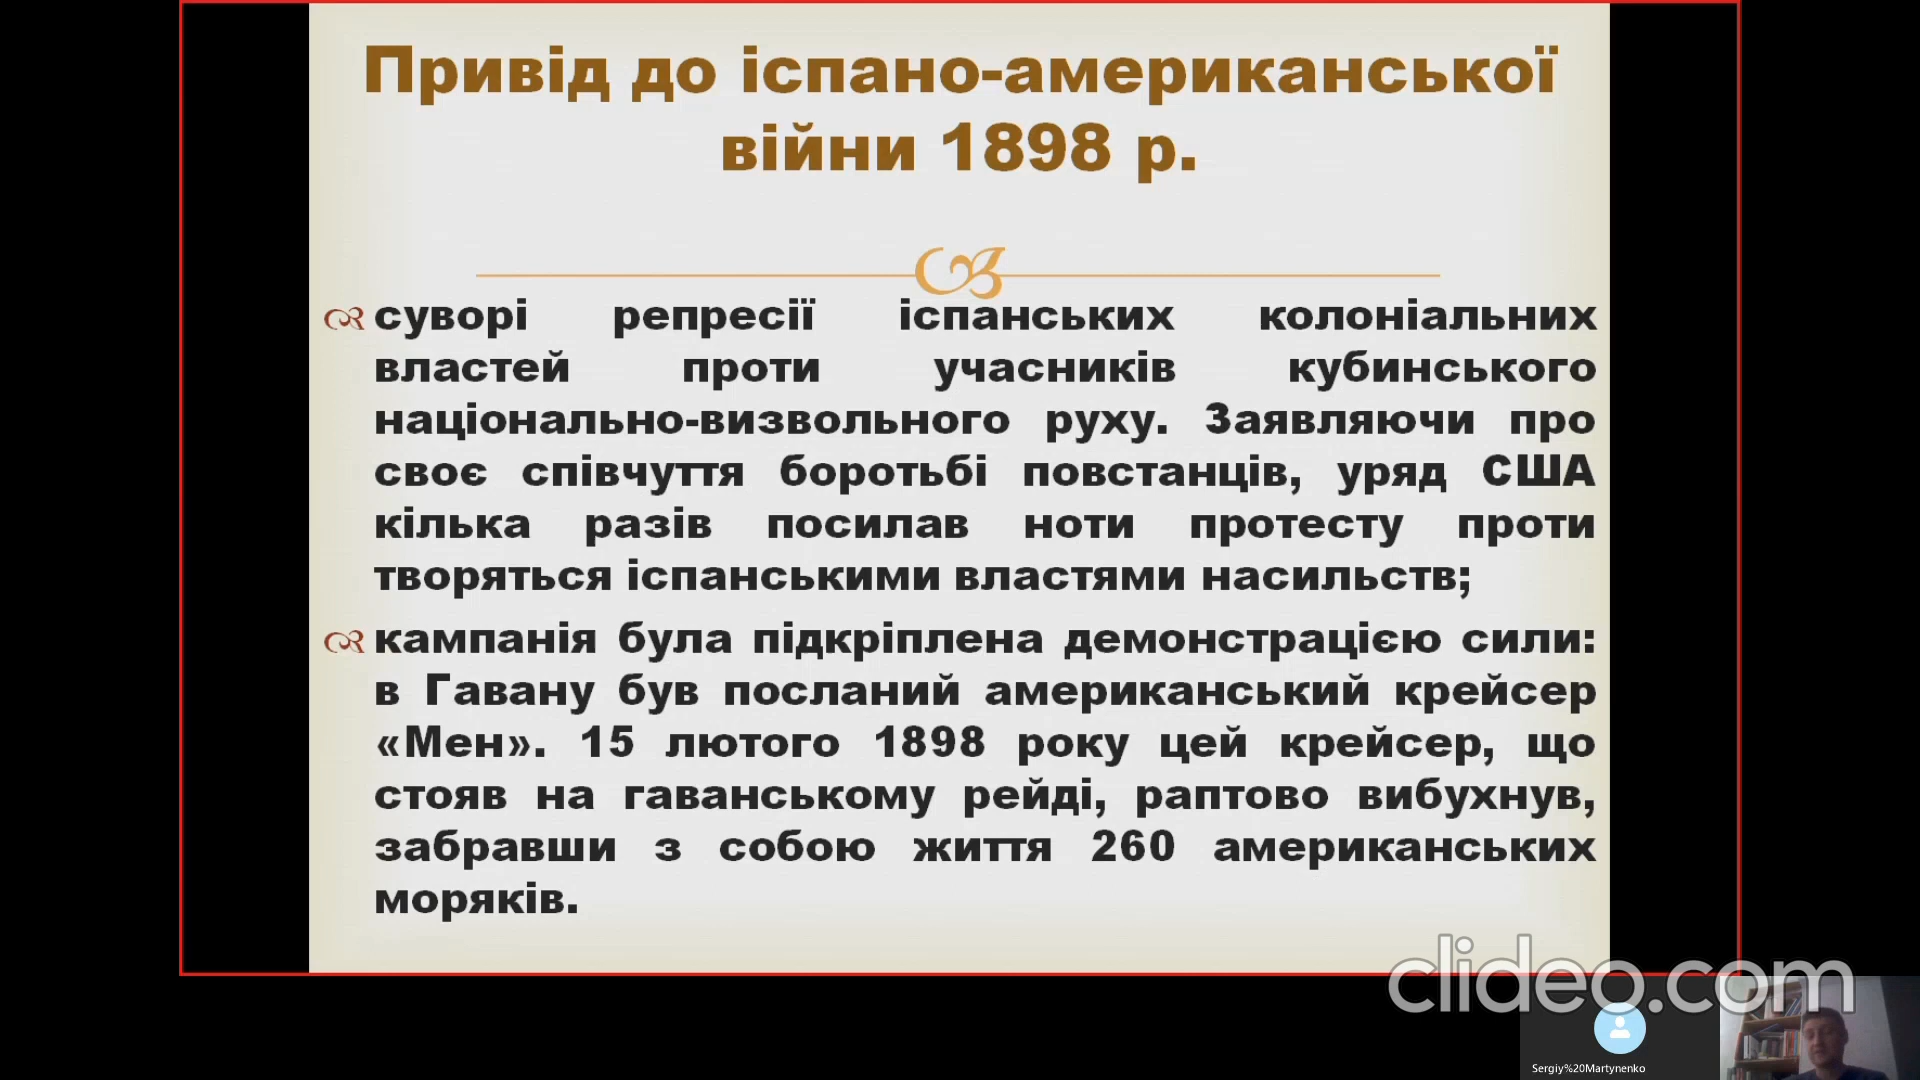 Привід до іспано-американської
війни 1898 р.
суворі репресії іспанських колоніальних
властей проти учасників кубинського
національно-визвольного руху. Заявляючи про
своє співчуття боротьбі повстанців, уряд США
кілька разів посилав ноти протесту проти
творяться іспанськими властями насильств;
кампанія була підкріплена демонстрацією сили:
в Гавану був посланий американський крейсер
«Мен». 15 лютого 1898 року цей крейсер, що
стояв на гаванському рейді, раптово вибухнув,
забравши з собою життя 260 американських
моряків.
clideo.com
Sergiy%20Martynenko